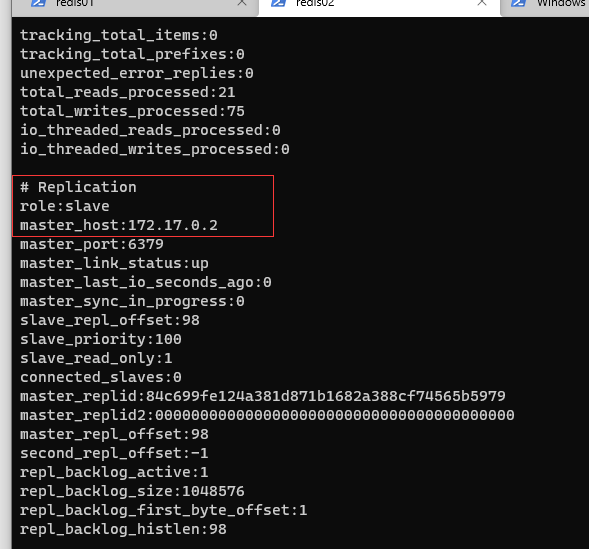 redis01
redis02
Windows
tracking_total_items:0
tracking_total_prefixes:0
unexpected_error_replies:0
total_reads_processed:21
total_writes_processed:75
io_threaded_reads_processed:0
io_threaded_writes_processed:0
# Replication
role:slave
master_host:172.17.0.2
master_port:6379
master_link_status:up
master_last_io_seconds_ago:0
master_sync_in_progress:0
slave_repl_offset:98
slave_priority:100
slave_read_only:1
connected_slaves:0
master_replid:84c699fe124a381d871b1682a388cf74565b5979
master_replid2:0000000000000000000000000000000000000000
master_repl_offset:98
second_repl_offset:-1
repl_backlog_active:1
repl_backlog_size:1048576
repl_backlog_first_byte_offset:1
repl_backlog_histlen:98